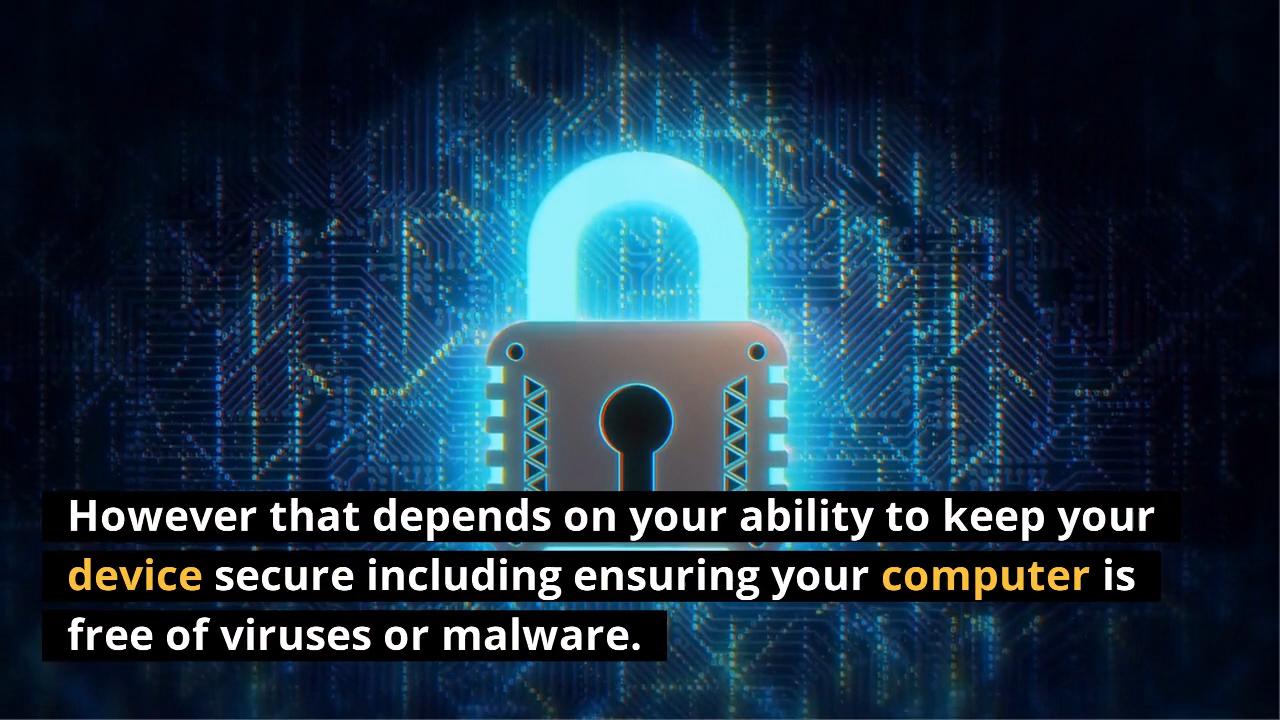 However that depends on your ability to keep your
device secure including ensuring your computer is
free of viruses or malware.